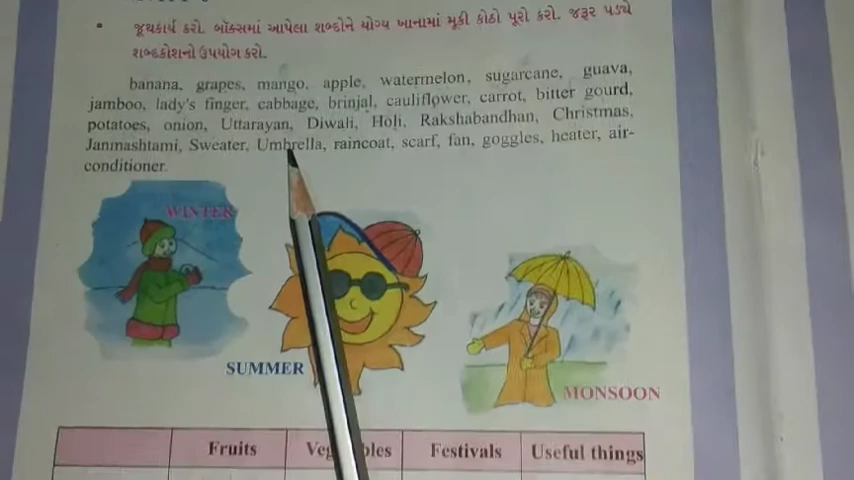 • જૂથકાર્ય કરો. બૉક્સમાં આપેલા શબ્દોને યોગ્ય ખાનામાં મૂકી કોઠો પૂરો કરો. જરૂર પડ્યે
શબ્દકોશનો ઉપયોગ કરો.
banana, grapes, mango, apple, watermelon, sugarcane, guava,
jamboo, lady's finger, cabbage, brinjal, cauliflower, carrot, bitter gourd,
potatoes, onion, Uttarayan, Diwali, Holi, Rakshabandhan, Christmas,
Janmashtami, Sweater, Umbrella, raincoat, scarf, fan, goggles, heater, air-
conditioner.
WINTER
SUMMER
MONSOON
Fruits Vegetables Festivals Useful things